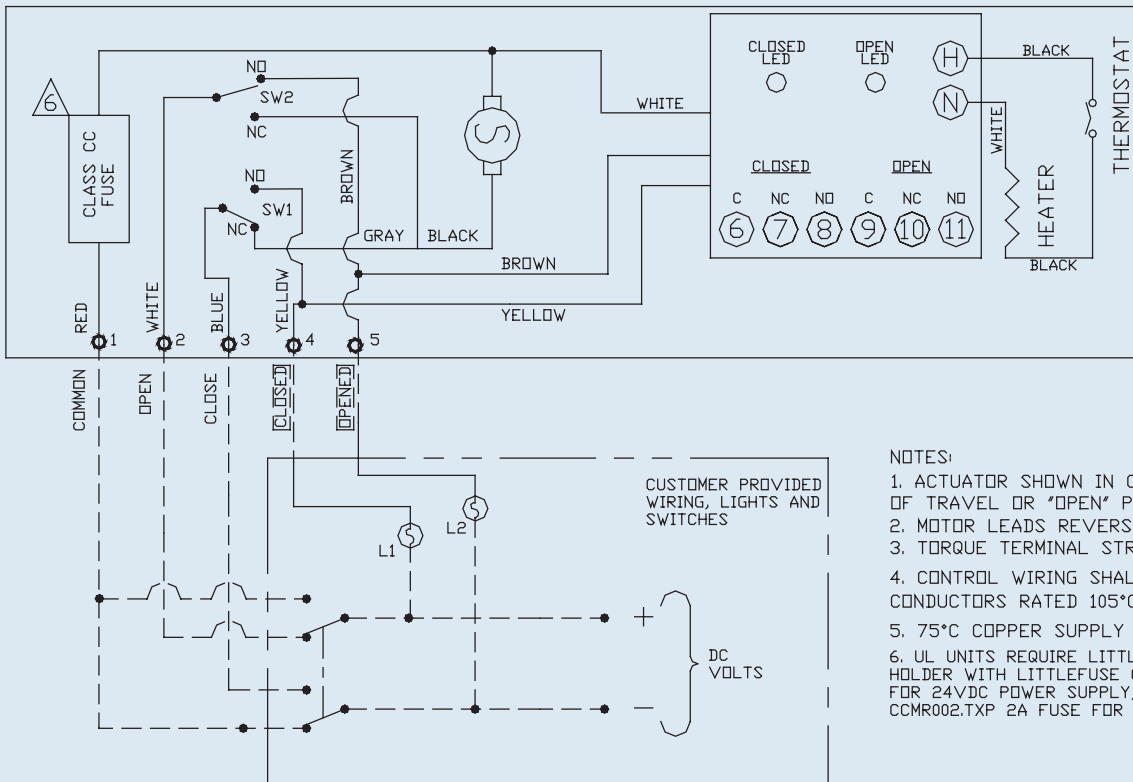 6
CLASS CC
FUSE
NO
SW2
NC
NO
SW1
NC
BROWN
GRAY
BLACK
WHITE
BROWN
YELLOW
CLOSED
LED
OPEN
LED
H
N
BLACK
WHITE
HEATER
BLACK
THERMOSTAT
CLOSED
OPEN
C NC NO C NC NO
6 7 8 9 10 11
RED
WHITE
BLUE
YELLOW
1 2 3 4 5
COMMON
OPEN
CLOSE
CLOSED
OPENED
CUSTOMER PROVIDED
WIRING, LIGHTS AND
SWITCHES
L1
L2
+
DC
VOLTS
-
NOTES:
1. ACTUATOR SHOWN IN
OF TRAVEL OR "OPEN"
2. MOTOR LEADS
3. TORQUE TERMINAL
4. CONTROL WIRING
CONDUCTORS RATED
5. 75°C COPPER SUPPLY
6. UL UNITS REQUIRE
HOLDER WITH LITTLEFUSE
FOR 24VDC POWER SUPPLY,
CCMR002.TXP 2A FUSE FOR